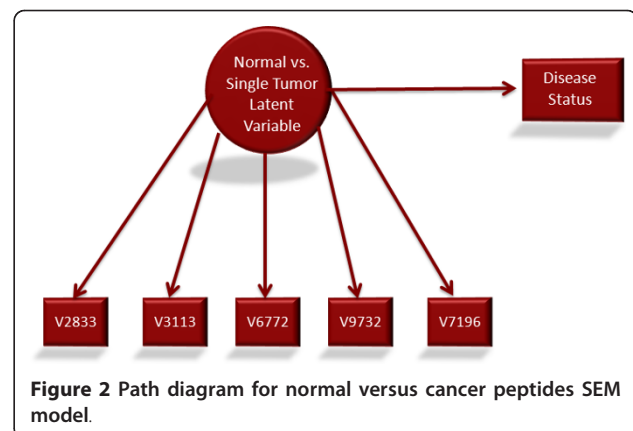 Normal vs.
Single Tumor
Latent
Variable
Disease
Status
V2833
V3113
V6772
V9732
V7196
Figure 2 Path diagram for normal versus cancer peptides SEM
model.